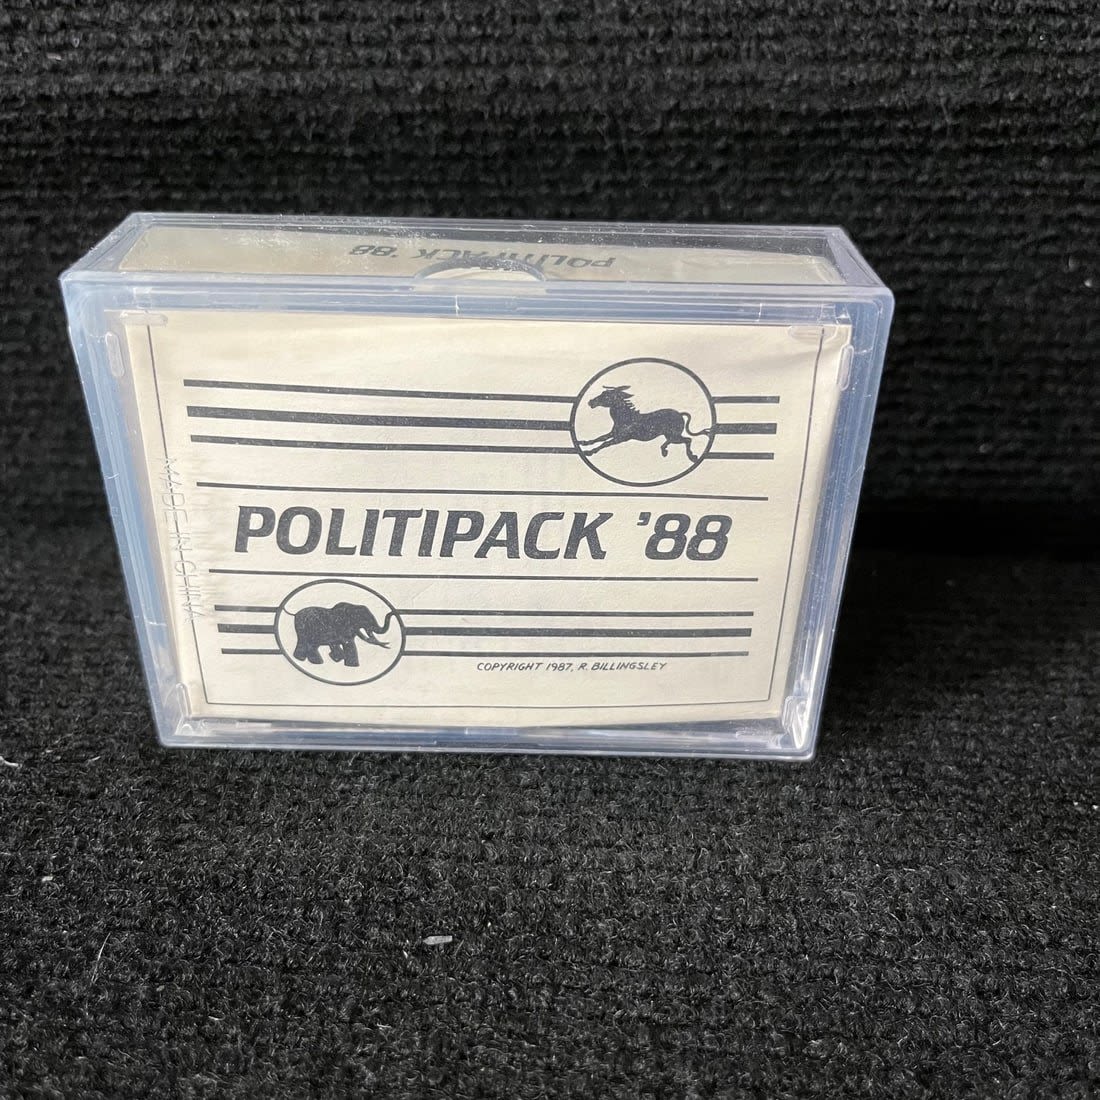 POLITIPACK '88
POLITIPACK '88
COPYRIGHT 1987, R. BILLINGSLEY
MADE IN CHINA